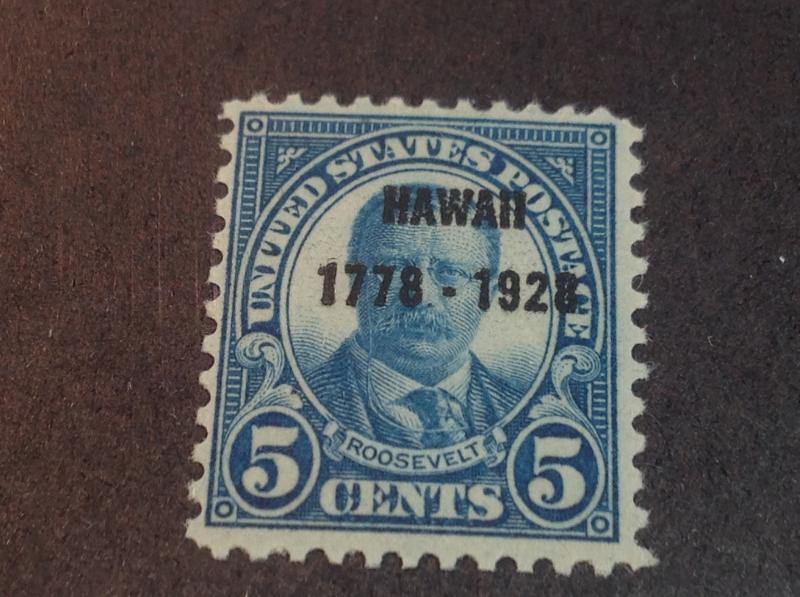 UNITED STATES POSTAGE
HAWAII
1778 - 1928
ROOSEVELT
5 CENTS 5